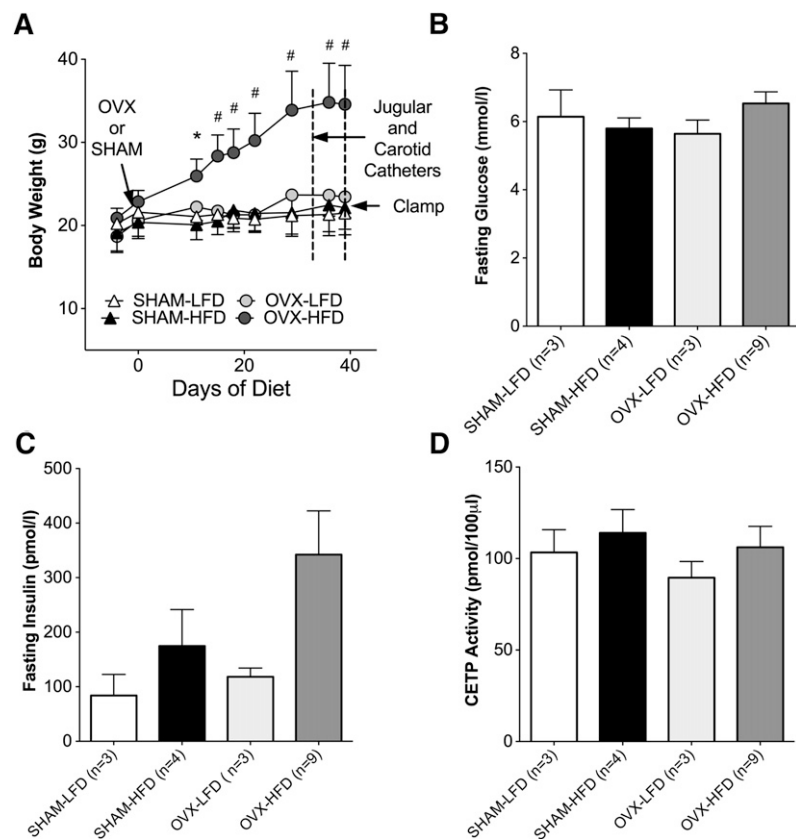 A
40
30
20
10
Body Weight (g)
* # # # # # #
OVX
or
SHAM
Jugular and
Carotid
Catheters
Clamp
SHAM-LFD
OVX-LFD
SHAM-HFD
OVX-HFD
0
20
40
Days of Diet
B
8
6
4
2
0
Fasting Glucose (mmol/l)
SHAM-LFD (n=3)
SHAM-HFD (n=4)
OVX-LFD (n=3)
OVX-HFD (n=9)
C
500
400
300
200
100
0
Fasting Insulin (pmol/l)
SHAM-LFD (n=3)
SHAM-HFD (n=4)
OVX-LFD ( n=3)
OVX-HFD (n=9)
D
150
100
50
0
CETP Activity (pmol/100µl)
SHAM-LFD (n=3)
SHAM-HFD (n=4)
OVX-LFD (n=3)
OVX-HFD (n=9)